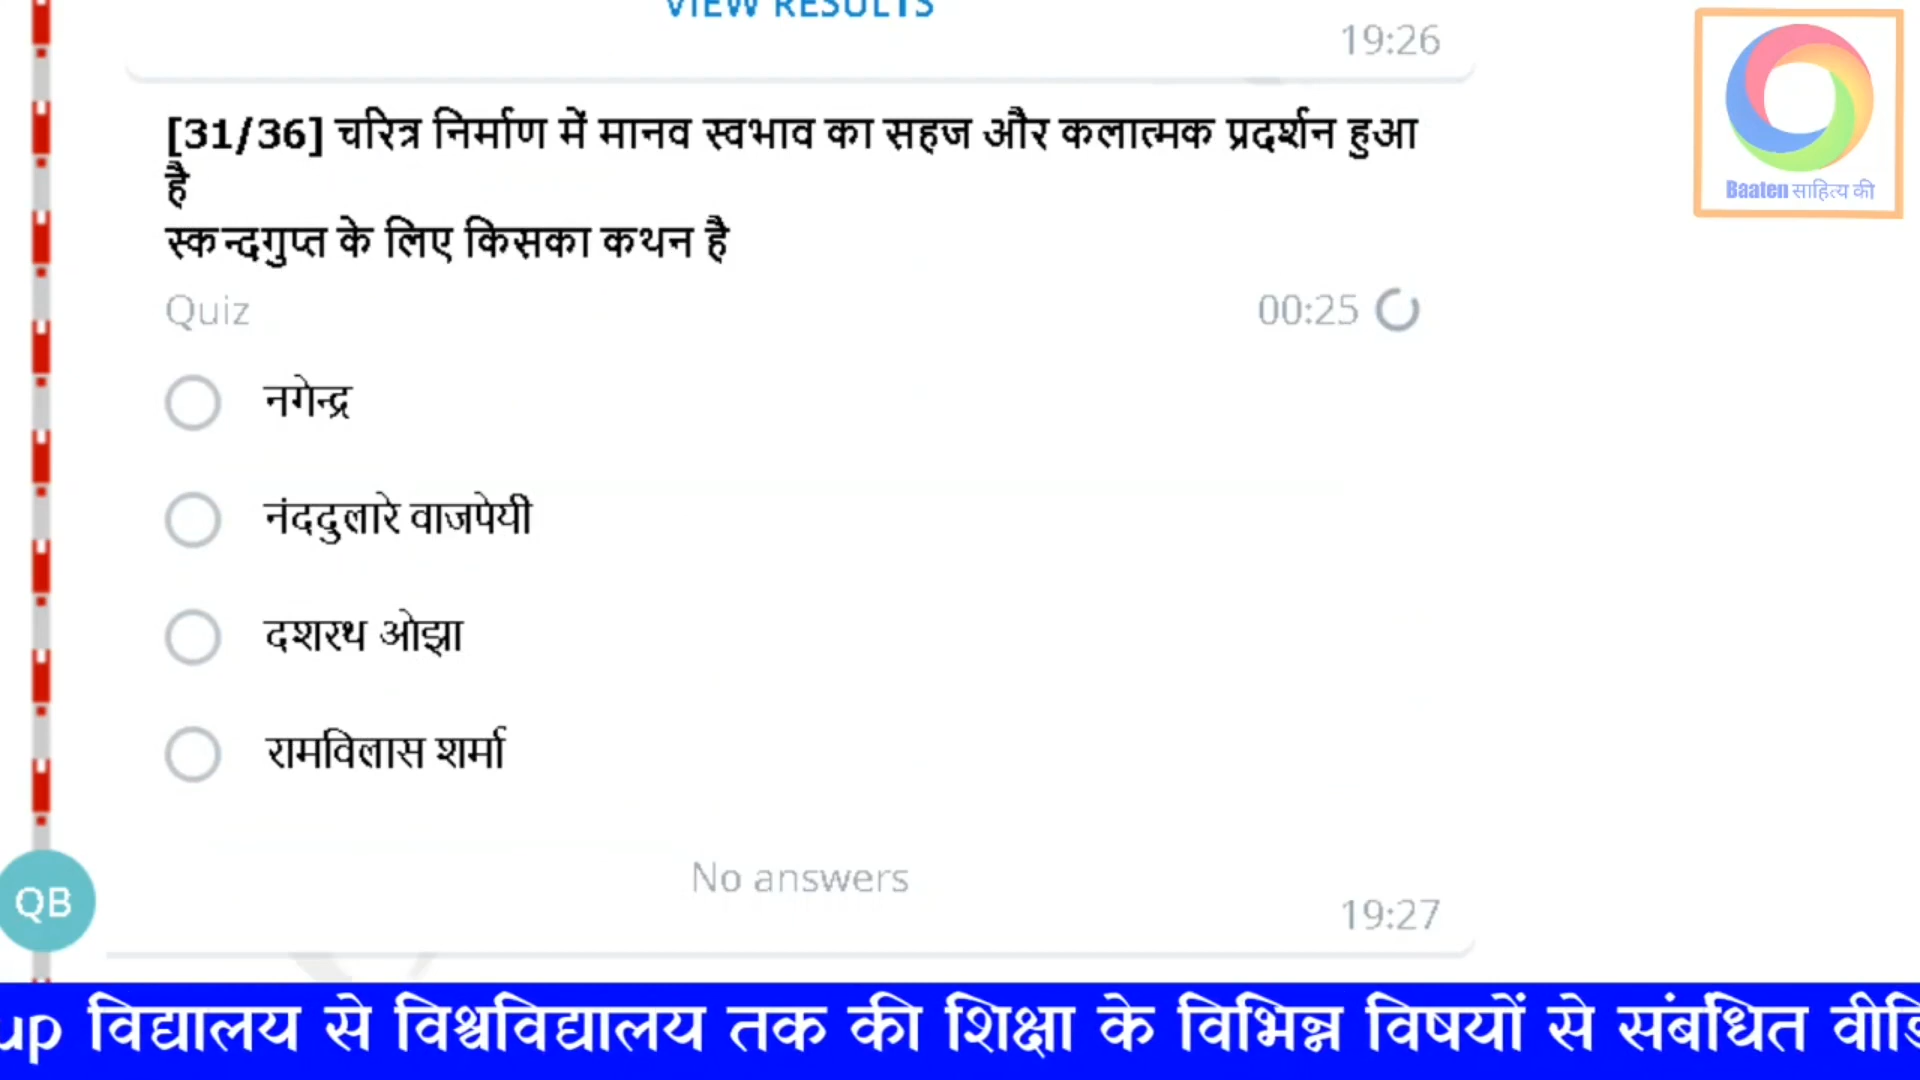 VIEW RESULTS
19:26
[31/36] चरित्र निर्माण में मानव स्वभाव का सहज और कलात्मक प्रदर्शन हुआ
है
स्कन्दगुप्त के लिए किसका कथन है
Quiz
00:25
नगेन्द्र
नंददुलारे वाजपेयी
दशरथ ओझा
रामविलास शर्मा
No answers
19:27
QB
Baaten साहित्य की
up विद्यालय से विश्वविद्यालय तक की शिक्षा के विभिन्न विषयों से संबंधित